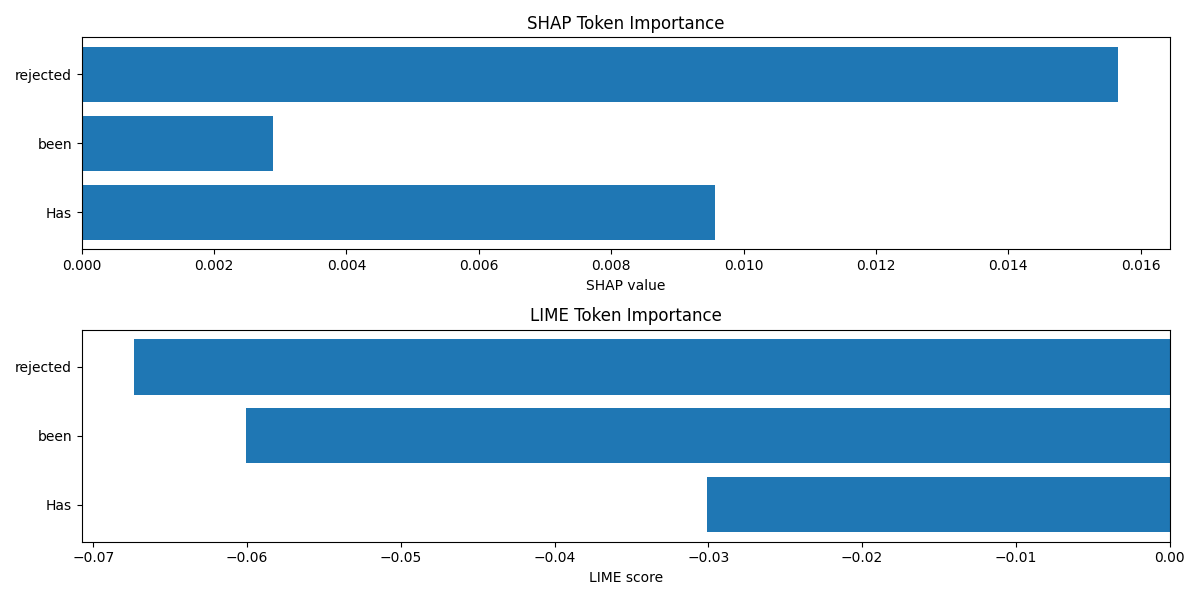 SHAP Token Importance
rejected
been
Has
0.000 0.002 0.004 0.006 0.008 0.010 0.012 0.014 0.016
SHAP value
LIME Token Importance
rejected
been
Has
−0.07 −0.06 −0.05 −0.04 −0.03 −0.02 −0.01 0.00
LIME score